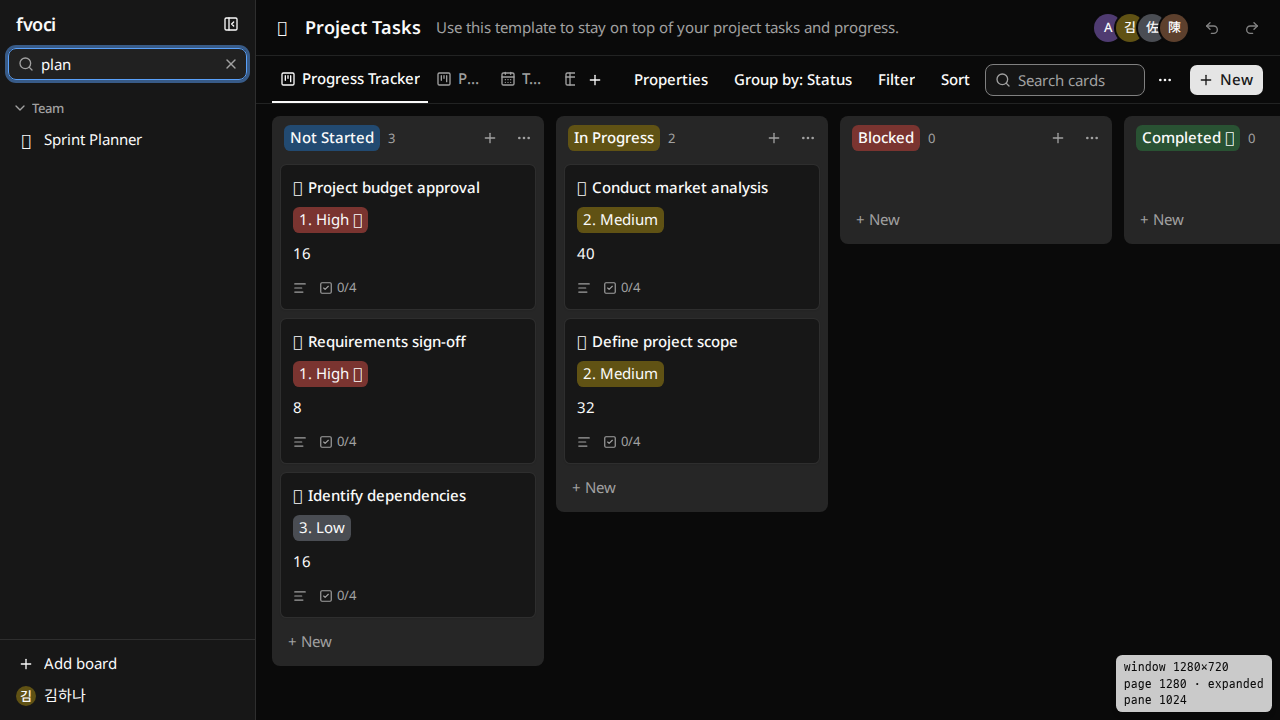 fvoci
plan
Team
Sprint Planner
Add board
김
김하나
Project Tasks
Use this template to stay on top of your project tasks and progress.
A
김
佐
陳
Progress Tracker
P...
T...
Properties
Group by: Status
Filter
Sort
Search cards
New
Not Started 3
Project budget approval
1. High
16
0/4
Requirements sign-off
1. High
8
0/4
Identify dependencies
3. Low
16
0/4
+ New
In Progress 2
Conduct market analysis
2. Medium
40
0/4
Define project scope
2. Medium
32
0/4
+ New
Blocked 0
+ New
Completed 0
+ New
window 1280×720
page 1280 · expanded
pane 1024